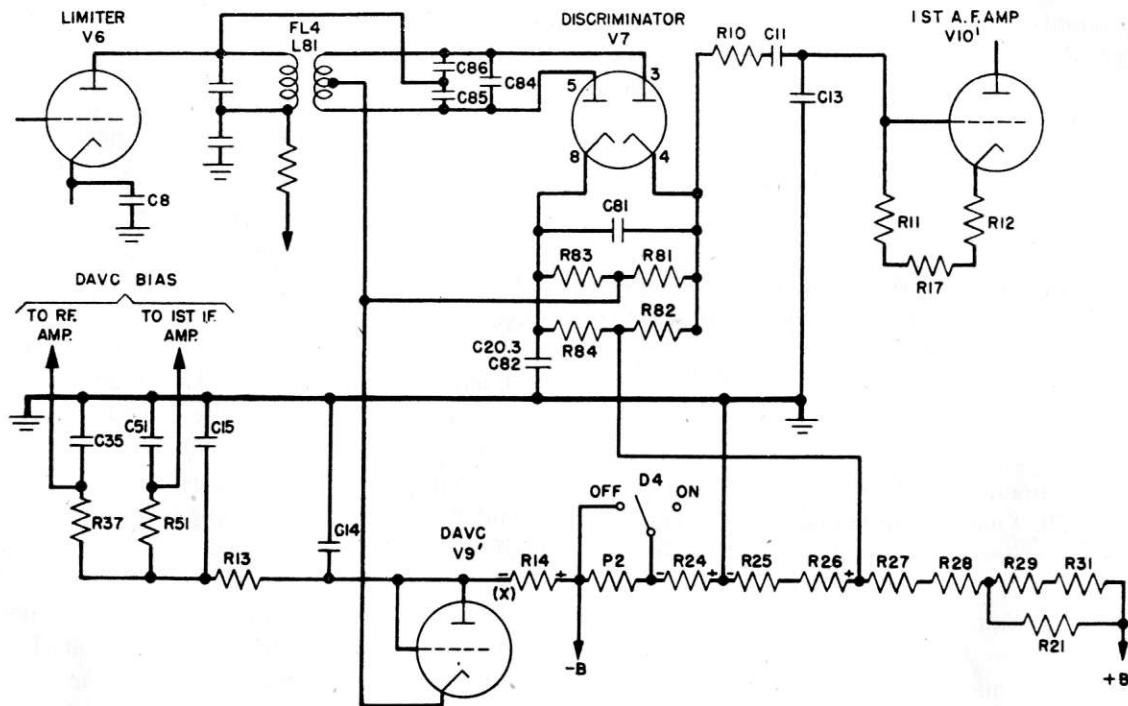 LIMITER
V6
FL4
L81
DISCRIMINATOR
V7
1 ST A.F. AMP
V10'
R10
C11
C86
C85
C84
5
3
C13
8
4
C8
C81
R11
R12
R17
R83
R81
R84
R82
C20.3
C82
DAVC BIAS
TO RF.
AMP.
TO 1ST I.F.
AMP.
C35
C51
C15
R37
R51
R13
C14
DAVC
V9'
OFF
D4
ON
-
(X)
R14
+
P2
-
R24
+
-
R25
R26
+
R27
R28
R29
R31
R21
-B
+B